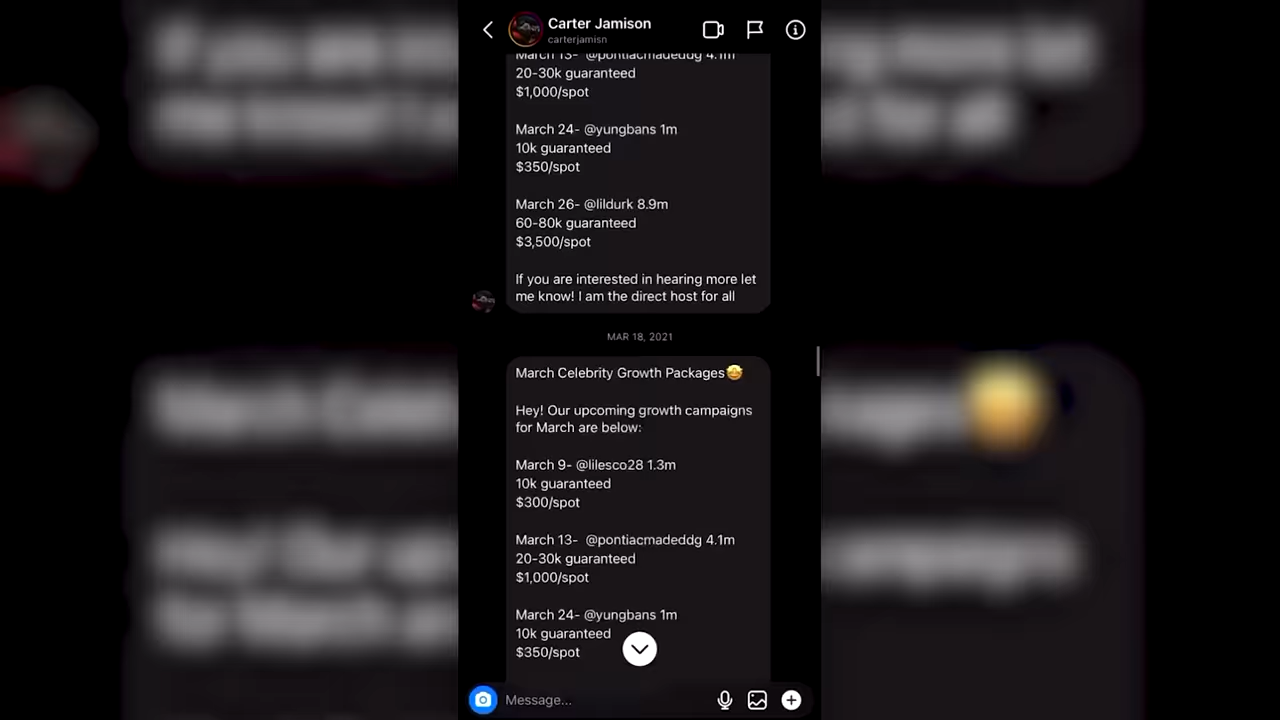 Carter Jamison
carterjamisn
March 13- @pontiacmadeddg 4.1m
20-30k guaranteed
$1,000/spot
March 24- @yungbans 1m
10k guaranteed
$350/spot
March 26- @lildurk 8.9m
60-80k guaranteed
$3,500/spot
If you are interested in hearing more let
me know! I am the direct host for all
MAR 18, 2021
March Celebrity Growth Packages🤩
Hey! Our upcoming growth campaigns
for March are below:
March 9- @lilesco28 1.3m
10k guaranteed
$300/spot
March 13- @pontiacmadeddg 4.1m
20-30k guaranteed
$1,000/spot
March 24- @yungbans 1m
10k guaranteed
$350/spot
Message...